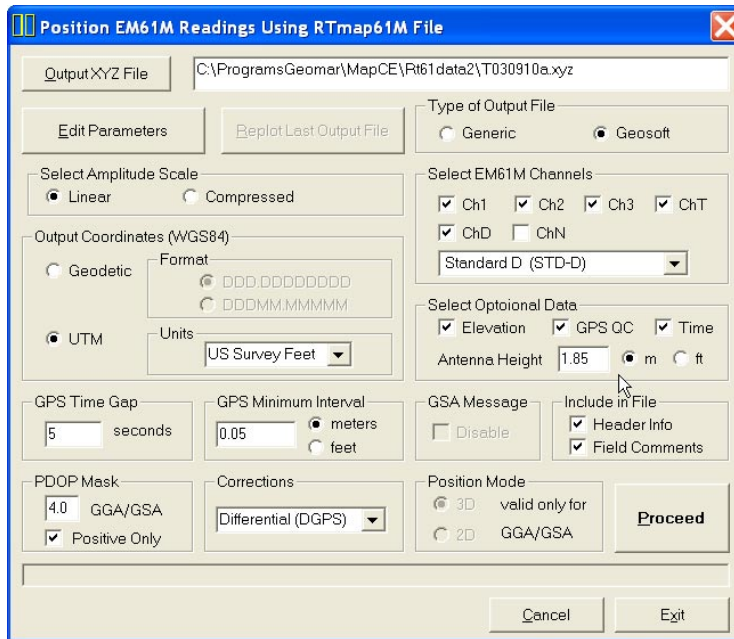 Position EM61M Readings Using RTmap61M File
Output XYZ File
C:\ProgramsGeomar\MapCE\Rt61data2\T030910a.xyz
Edit Parameters
Replot Last Output File
Type of Output File
Generic
Geosoft
Select Amplitude Scale
Linear
Compressed
Select EM61M Channels
Ch1
Ch2
Ch3
ChT
ChD
ChN
Standard D (STD-D)
Output Coordinates (WGS84)
Geodetic
Format
DDD.DDDDDDDD
DDDMM.MMMMM
UTM
Units
US Survey Feet
Select Optoional Data
Elevation
GPS QC
Time
Antenna Height
1.85
m
ft
GPS Time Gap
5
seconds
GPS Minimum Interval
0.05
meters
feet
GSA Message
Disable
Include in File
Header Info
Field Comments
PDOP Mask
4.0
GGA/GSA
Positive Only
Corrections
Differential (DGPS)
Position Mode
3D
valid only for
2D
GGA/GSA
Proceed
Cancel
Exit